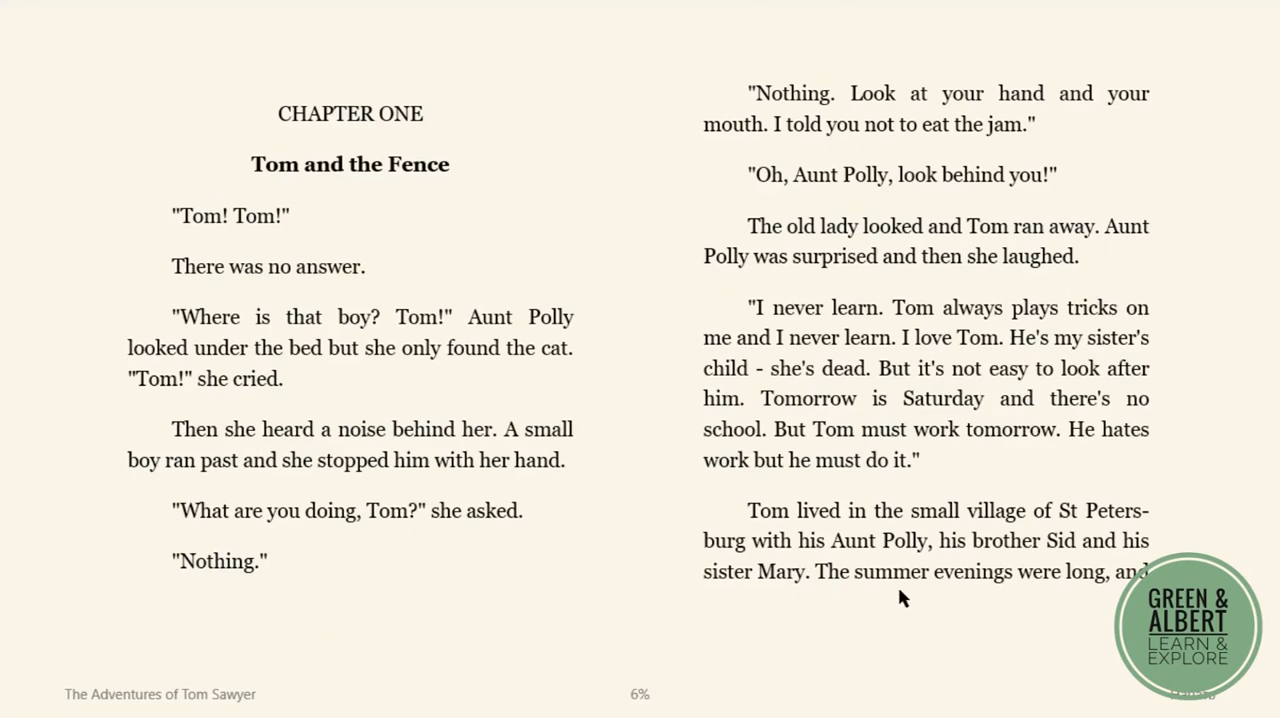 CHAPTER ONE
Tom and the Fence
"Tom! Tom!"
There was no answer.
"Where is that boy? Tom!" Aunt Polly
looked under the bed but she only found the cat.
"Tom!" she cried.
Then she heard a noise behind her. A small
boy ran past and she stopped him with her hand.
"What are you doing, Tom?" she asked.
"Nothing."
"Nothing. Look at your hand and your
mouth. I told you not to eat the jam."
"Oh, Aunt Polly, look behind you!"
The old lady looked and Tom ran away. Aunt
Polly was surprised and then she laughed.
"I never learn. Tom always plays tricks on
me and I never learn. I love Tom. He's my sister's
child - she's dead. But it's not easy to look after
him. Tomorrow is Saturday and there's no
school. But Tom must work tomorrow. He hates
work but he must do it."
Tom lived in the small village of St Peters-
burg with his Aunt Polly, his brother Sid and his
sister Mary. The summer evenings were long, and
GREEN &
ALBERT
LEARN &
EXPLORE
The Adventures of Tom Sawyer
6%